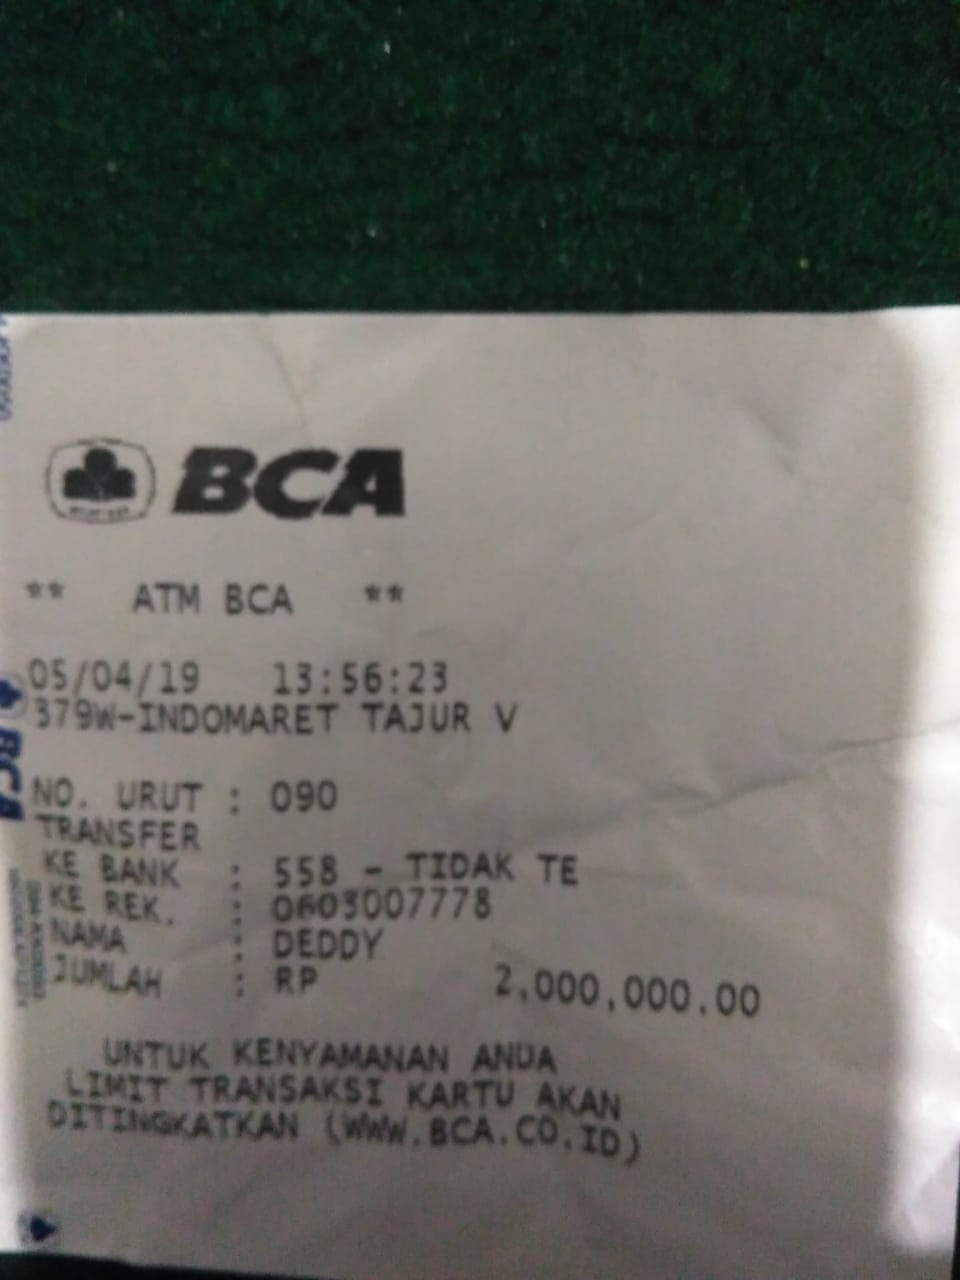 BCA
** ATM BCA **
05/04/19 13:56:23
379W-INDOMARET TAJUR V
NO. URUT : 090
TRANSFER
KE BANK : 558 - TIDAK TE
KE REK. : 0603007778
NAMA : DEDDY
JUMLAH : RP 2,000,000.00
UNTUK KENYAMANAN ANDA
LIMIT TRANSAKSI KARTU AKAN
DITINGKATKAN (WWW.BCA.CO.ID)
BCA